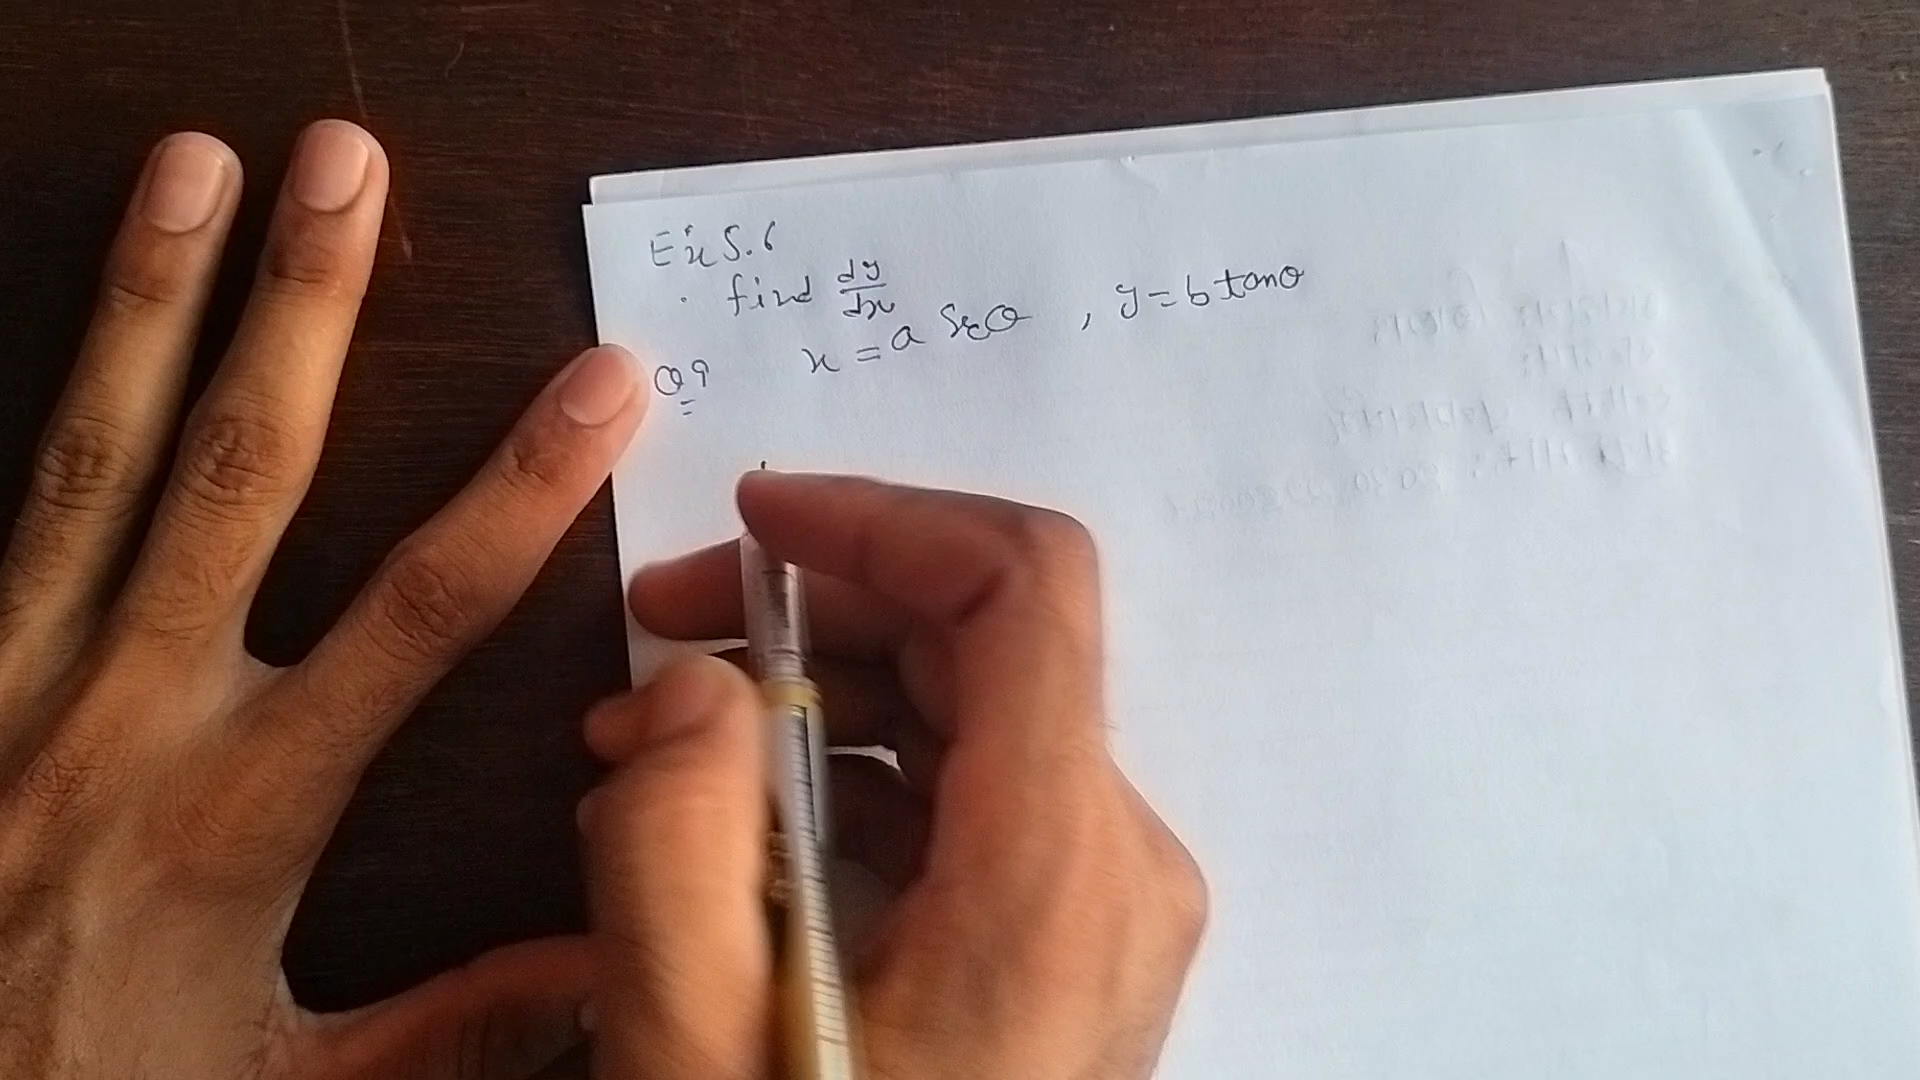 Ex 5.6
. find dy/dx
Q9 x = a secθ , y = b tanθ